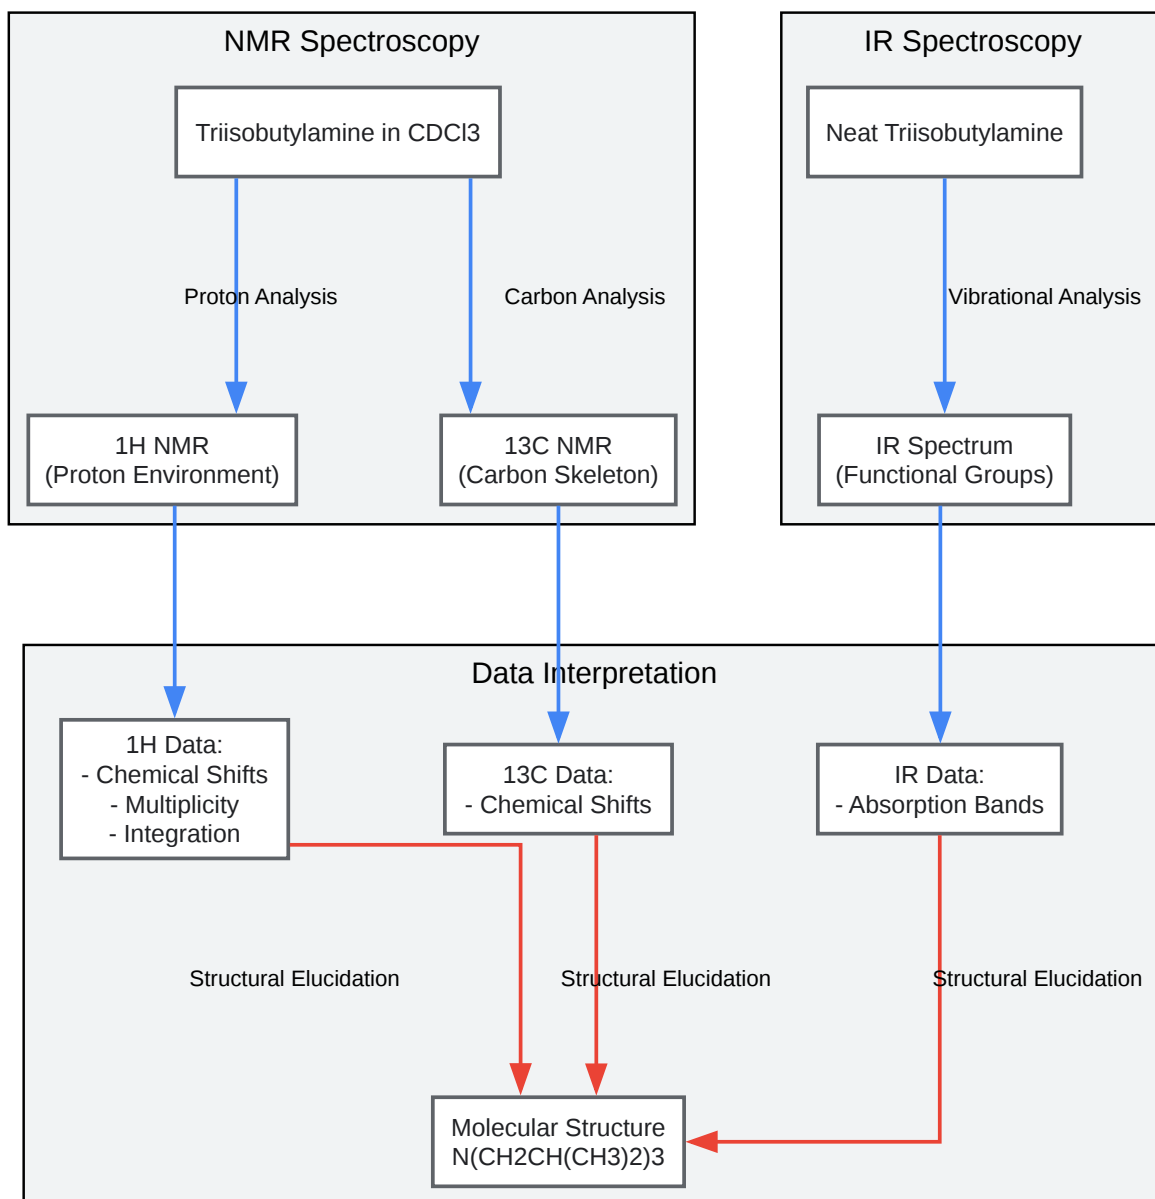 NMR Spectroscopy
IR Spectroscopy
Triisobutylamine in CDCl3
Neat Triisobutylamine
Proton Analysis
Carbon Analysis
Vibrational Analysis
1H NMR
(Proton Environment)
13C NMR
(Carbon Skeleton)
IR Spectrum
(Functional Groups)
Data Interpretation
1H Data:
- Chemical Shifts
- Multiplicity
- Integration
13C Data:
- Chemical Shifts
IR Data:
- Absorption Bands
Structural Elucidation
Structural Elucidation
Structural Elucidation
Molecular Structure
N(CH2CH(CH3)2)3